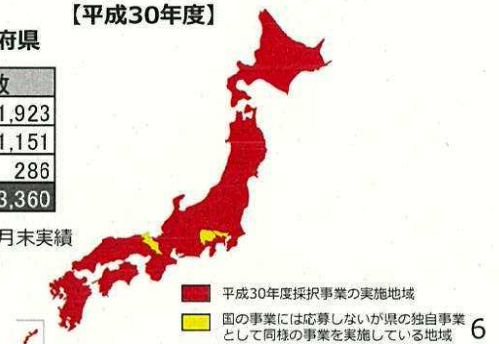 【平成30年度】
府県
数
1,923
1,151
286
3,360
月末実績
平成30年度採択事業の実施地域
国の事業には応募しないが県の独自事業
として同様の事業を実施している地域
6